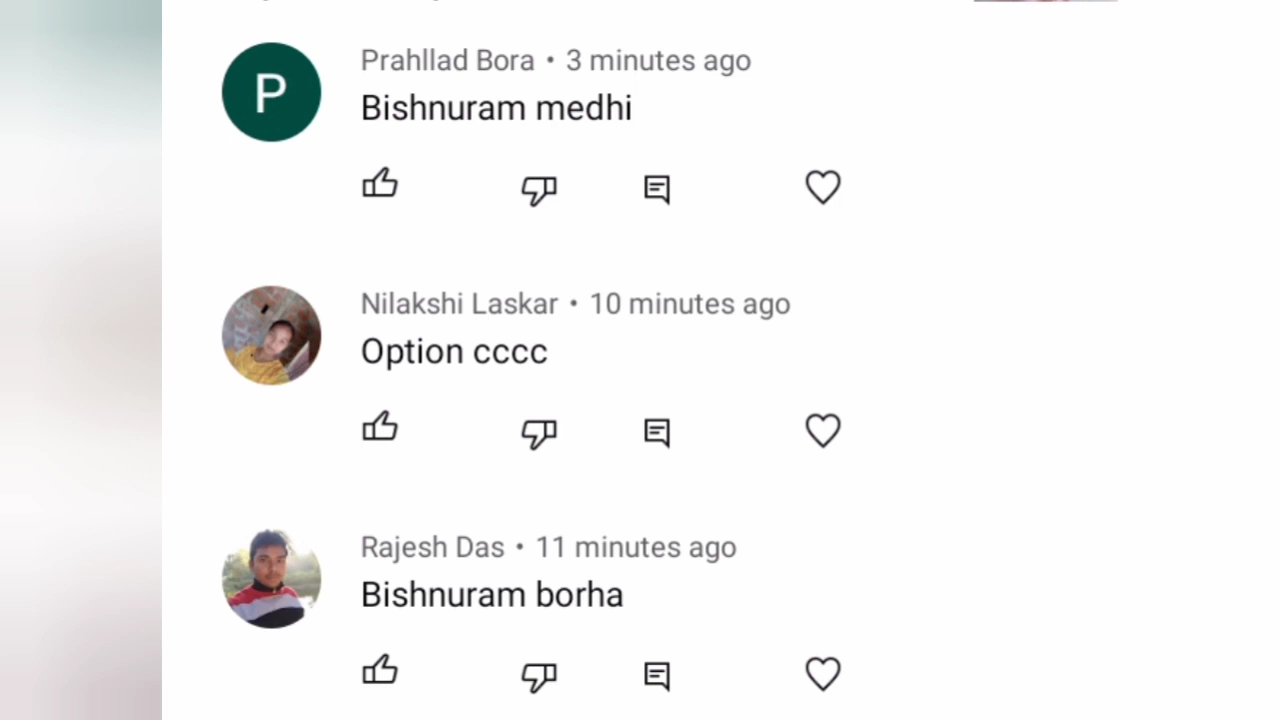 Prahllad Bora • 3 minutes ago
P
Bishnuram medhi
Nilakshi Laskar • 10 minutes ago
Option cccc
Rajesh Das • 11 minutes ago
Bishnuram borha